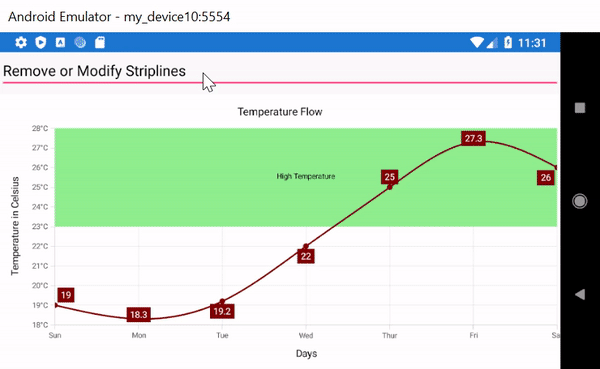 Android Emulator - my_device10:5554
A
11:31
Remove or Modify Striplines
Temperature Flow
Temperature in Celsius
28°C
27°C
26°C
25°C
24°C
23°C
22°C
21°C
20°C
19°C
18°C
High Temperature
19
18.3
19.2
22
25
27.3
26
Sun
Mon
Tue
Wed
Thur
Fri
Sa
Days